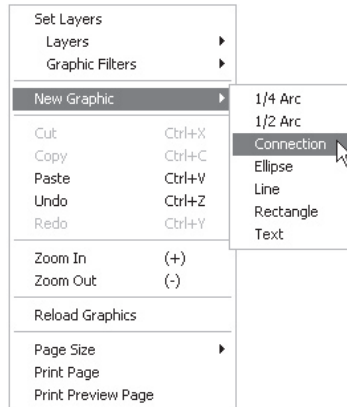 Set Layers
Layers
Graphic Filters
New Graphic
Cut Ctrl+X
Copy Ctrl+C
Paste Ctrl+V
Undo Ctrl+Z
Redo Ctrl+Y
Zoom In (+)
Zoom Out (-)
Reload Graphics
Page Size
Print Page
Print Preview Page
1/4 Arc
1/2 Arc
Connection
Ellipse
Line
Rectangle
Text